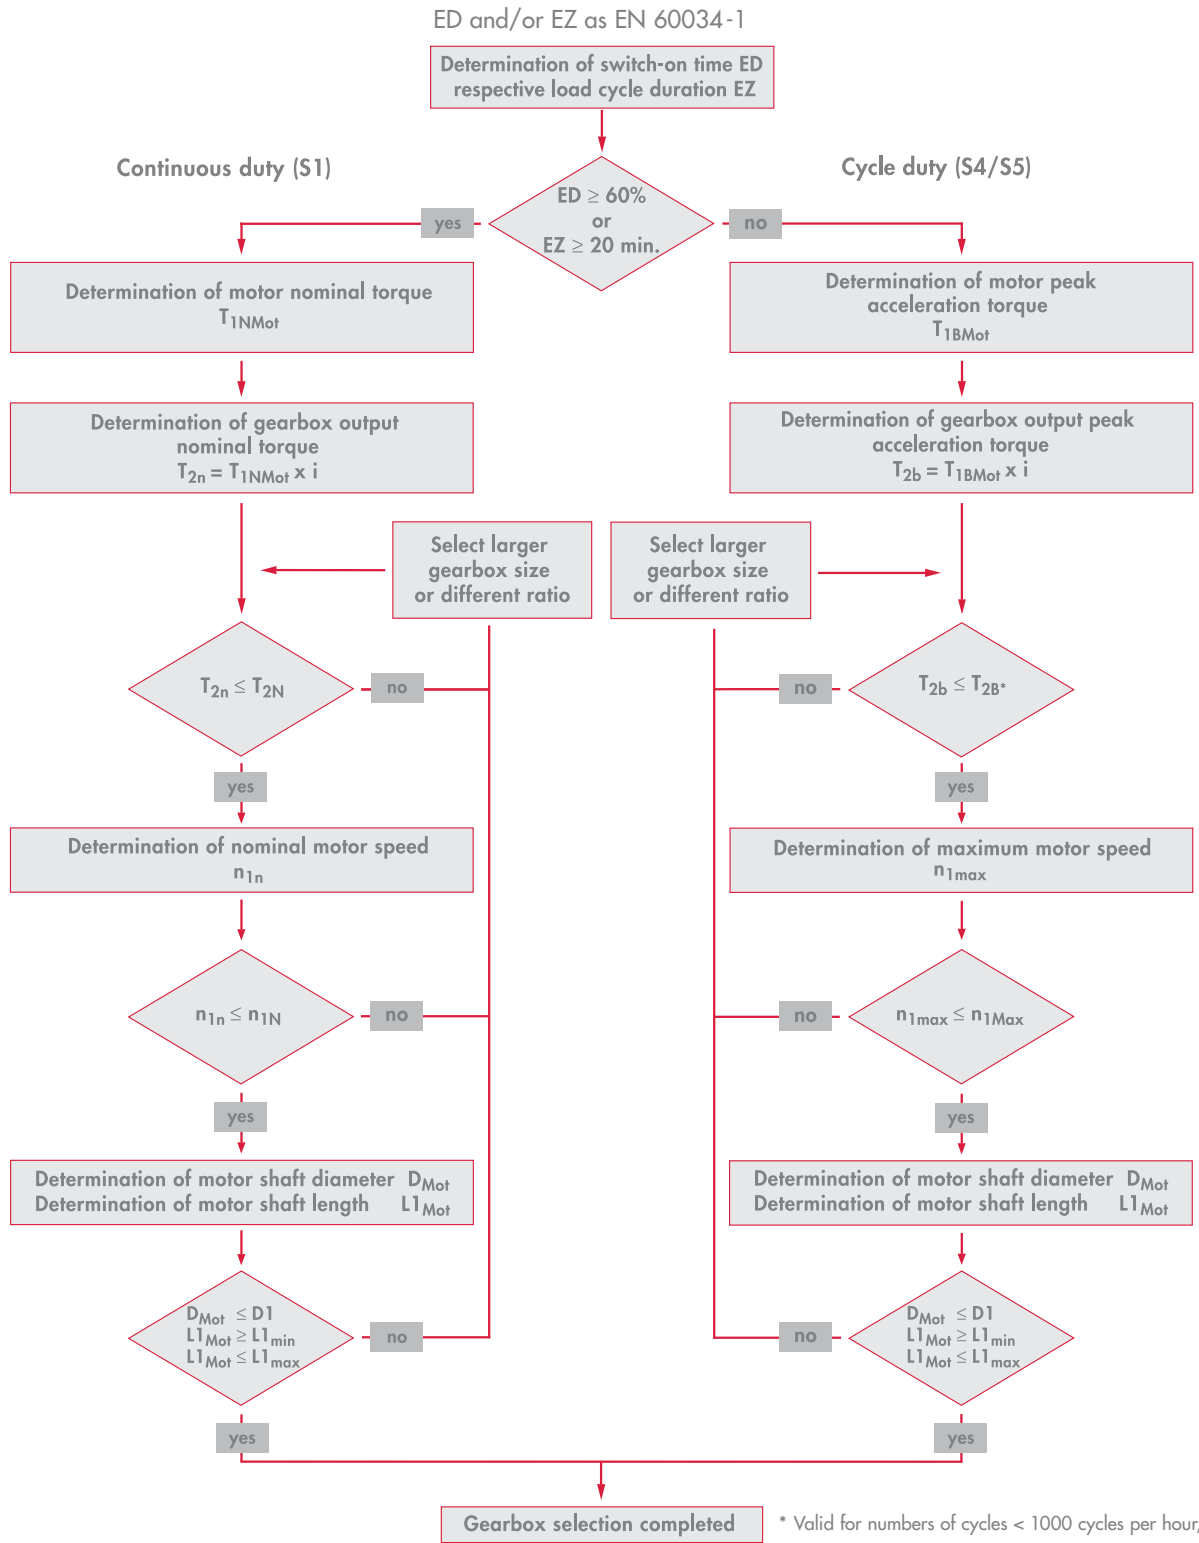 ED and/or EZ as EN 60034-1
Determination of switch-on time ED
respective load cycle duration EZ
Continuous duty (S1)
Cycle duty (S4/S5)
ED ≥ 60%
or
EZ ≥ 20 min.
yes
no
Determination of motor nominal torque
T1NMot
Determination of motor peak
acceleration torque
T1BMot
Determination of gearbox output
nominal torque
T2n = T1NMot x i
Determination of gearbox output peak
acceleration torque
T2b = T1BMot x i
Select larger
gearbox size
or different ratio
Select larger
gearbox size
or different ratio
T2n ≤ T2N
no
no
T2b ≤ T2B*
yes
yes
Determination of nominal motor speed
n1n
Determination of maximum motor speed
n1max
n1n ≤ n1N
no
no
n1max ≤ n1Max
yes
yes
Determination of motor shaft diameter DMot
Determination of motor shaft length L1Mot
Determination of motor shaft diameter DMot
Determination of motor shaft length L1Mot
DMot ≤ D1
L1Mot ≥ L1min
L1Mot ≤ L1max
no
no
DMot ≤ D1
L1Mot ≥ L1min
L1Mot ≤ L1max
yes
yes
Gearbox selection completed
* Valid for numbers of cycles < 1000 cycles per hour,